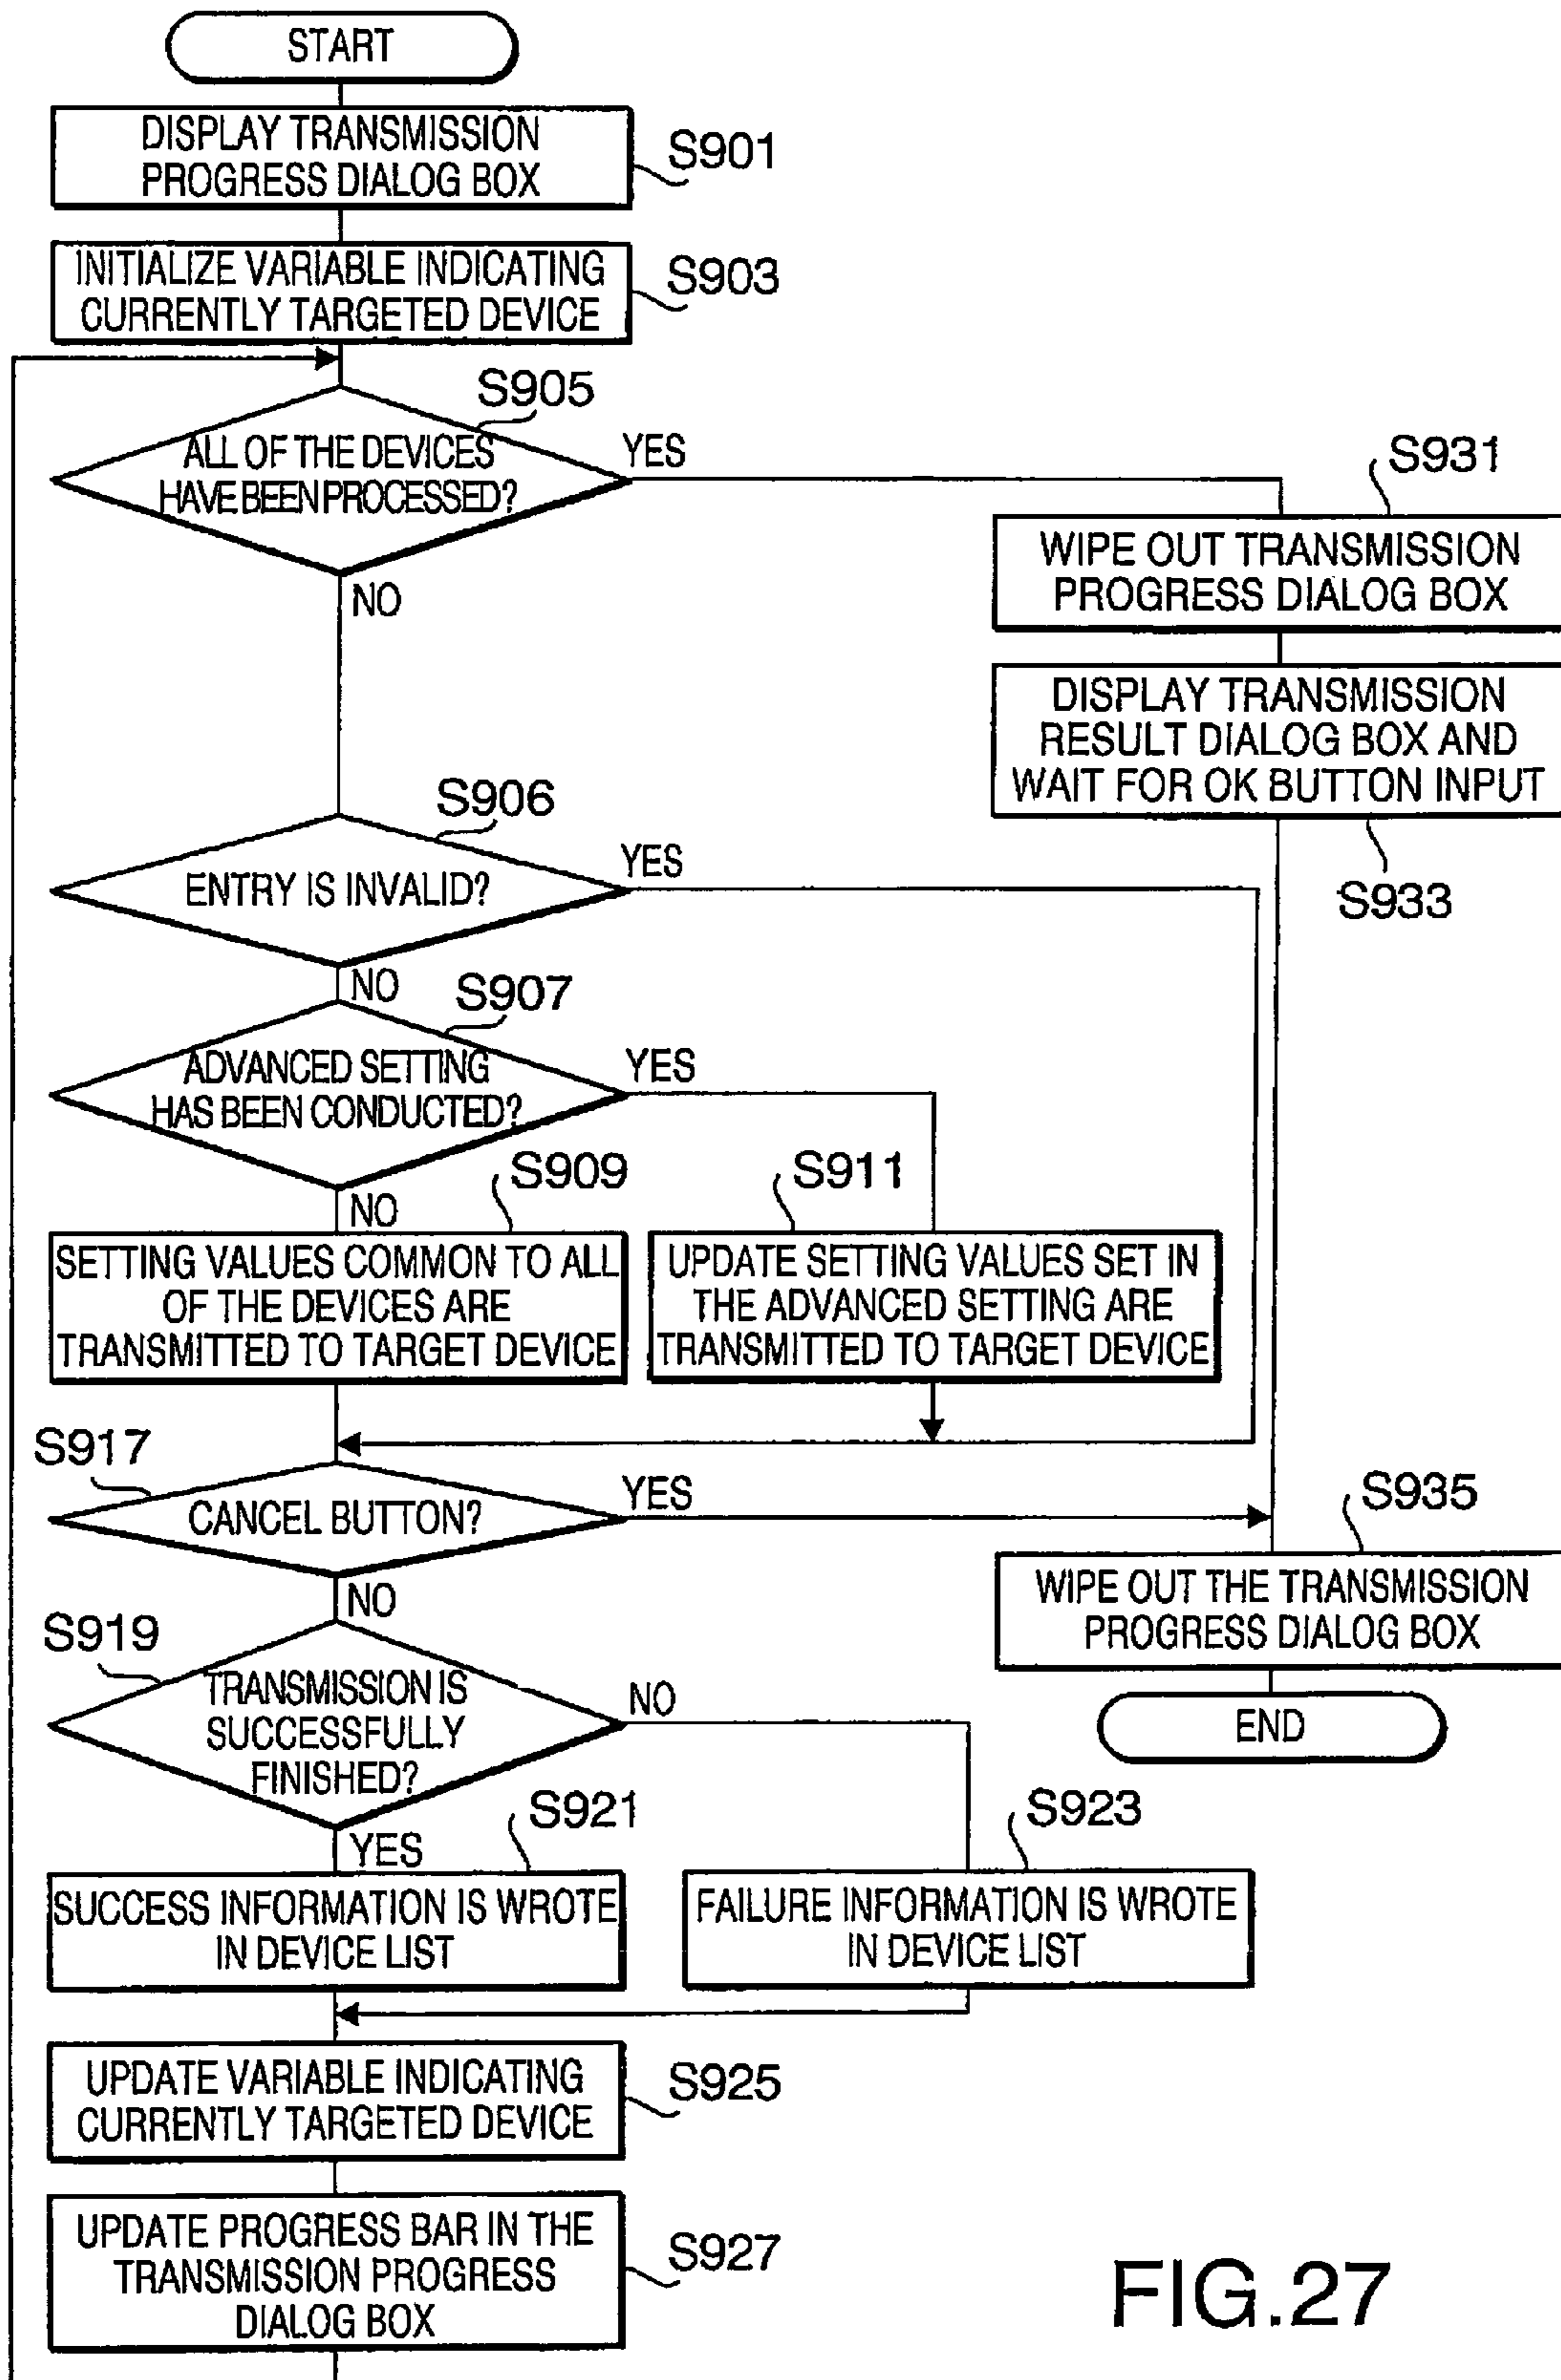 START
DISPLAY TRANSMISSION
PROGRESS DIALOG BOX
S901
INITIALIZE VARIABLE INDICATING
CURRENTLY TARGETED DEVICE
S903
S905
ALL OF THE DEVICES
HAVE BEEN PROCESSED?
YES
NO
S931
WIPE OUT TRANSMISSION
PROGRESS DIALOG BOX
DISPLAY TRANSMISSION
RESULT DIALOG BOX AND
WAIT FOR OK BUTTON INPUT
S933
S906
ENTRY IS INVALID?
YES
NO
S907
ADVANCED SETTING
HAS BEEN CONDUCTED?
YES
NO
S909
SETTING VALUES COMMON TO ALL
OF THE DEVICES ARE
TRANSMITTED TO TARGET DEVICE
S911
UPDATE SETTING VALUES SET IN
THE ADVANCED SETTING ARE
TRANSMITTED TO TARGET DEVICE
S917
CANCEL BUTTON?
YES
NO
S935
WIPE OUT THE TRANSMISSION
PROGRESS DIALOG BOX
END
S919
TRANSMISSION IS
SUCCESSFULLY
FINISHED?
NO
YES
S921
SUCCESS INFORMATION IS WROTE
IN DEVICE LIST
S923
FAILURE INFORMATION IS WROTE
IN DEVICE LIST
UPDATE VARIABLE INDICATING
CURRENTLY TARGETED DEVICE
S925
UPDATE PROGRESS BAR IN THE
TRANSMISSION PROGRESS
DIALOG BOX
S927
FIG.27